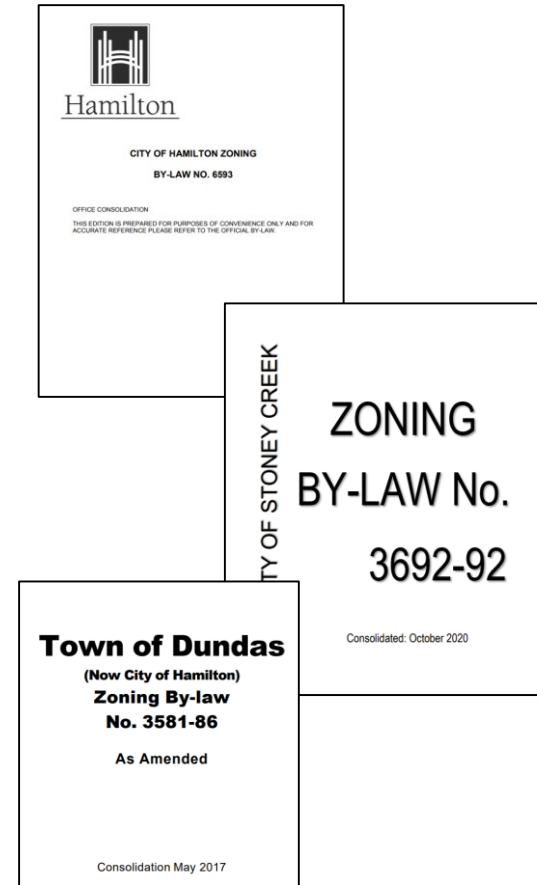 Hamilton
CITY OF HAMILTON ZONING
BY-LAW NO. 6593
OFFICE CONSOLIDATION
THIS EDITION IS PREPARED FOR PURPOSES OF CONVENIENCE ONLY AND FOR
ACCURATE REFERENCE PLEASE REFER TO THE OFFICIAL BY-LAW.
TY OF STONEY CREEK
ZONING
BY-LAW No.
3692-92
Consolidated: October 2020
Town of Dundas
(Now City of Hamilton)
Zoning By-law
No. 3581-86
As Amended
Consolidation May 2017